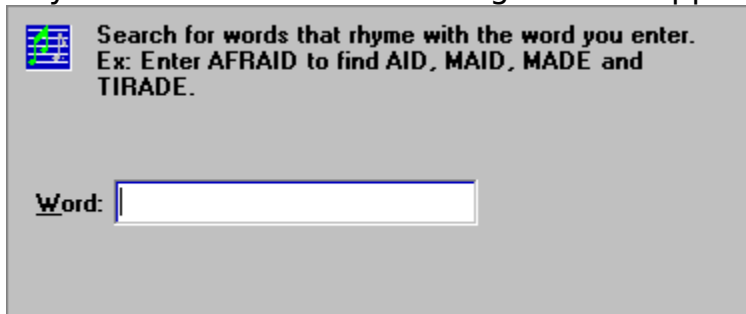 Search for words that rhyme with the word you enter.
Ex: Enter AFRAID to find AID, MAID, MADE and
TIRADE.
Word: